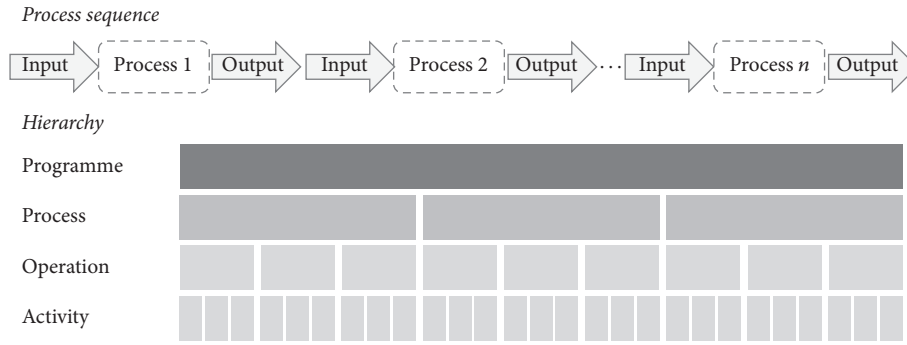 Process sequence
Input Process 1 Output Input Process 2 Output ... Input Process n Output
Hierarchy
Programme
Process
Operation
Activity